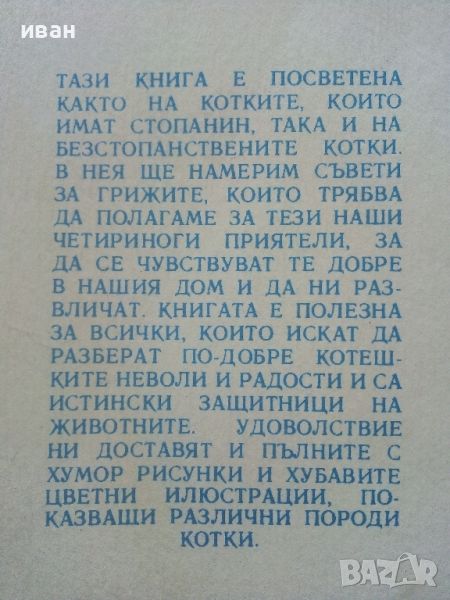 иван
ТАЗИ КНИГА Е ПОСВЕТЕНА
КАКТО НА КОТКИТЕ, КОИТО
ИМАТ СТОПАНИН, ТАКА И НА
БЕЗСТОПАНСТВЕНИТЕ КОТКИ.
В НЕЯ ЩЕ НАМЕРИМ СЪВЕТИ
ЗА ГРИЖИТЕ, КОИТО ТРЯБВА
ДА ПОЛАГАМЕ ЗА ТЕЗИ НАШИ
ЧЕТИРИНОГИ ПРИЯТЕЛИ, ЗА
ДА СЕ ЧУВСТВУВАТ ТЕ ДОБРЕ
В НАШИЯ ДОМ И ДА НИ РАЗ-
ВЛИЧАТ. КНИГАТА Е ПОЛЕЗНА
ЗА ВСИЧКИ, КОИТО ИСКАТ ДА
РАЗБЕРАТ ПО-ДОБРЕ КОТЕШ-
КИТЕ НЕВОЛИ И РАДОСТИ И СА
ИСТИНСКИ ЗАЩИТНИЦИ НА
ЖИВОТНИТЕ. УДОВОЛСТВИЕ
НИ ДОСТАВЯТ И ПЪЛНИТЕ С
ХУМОР РИСУНКИ И ХУБАВИТЕ
ЦВЕТНИ ИЛЮСТРАЦИИ, ПО-
КАЗВАЩИ РАЗЛИЧНИ ПОРОДИ
КОТКИ.
BAZAR